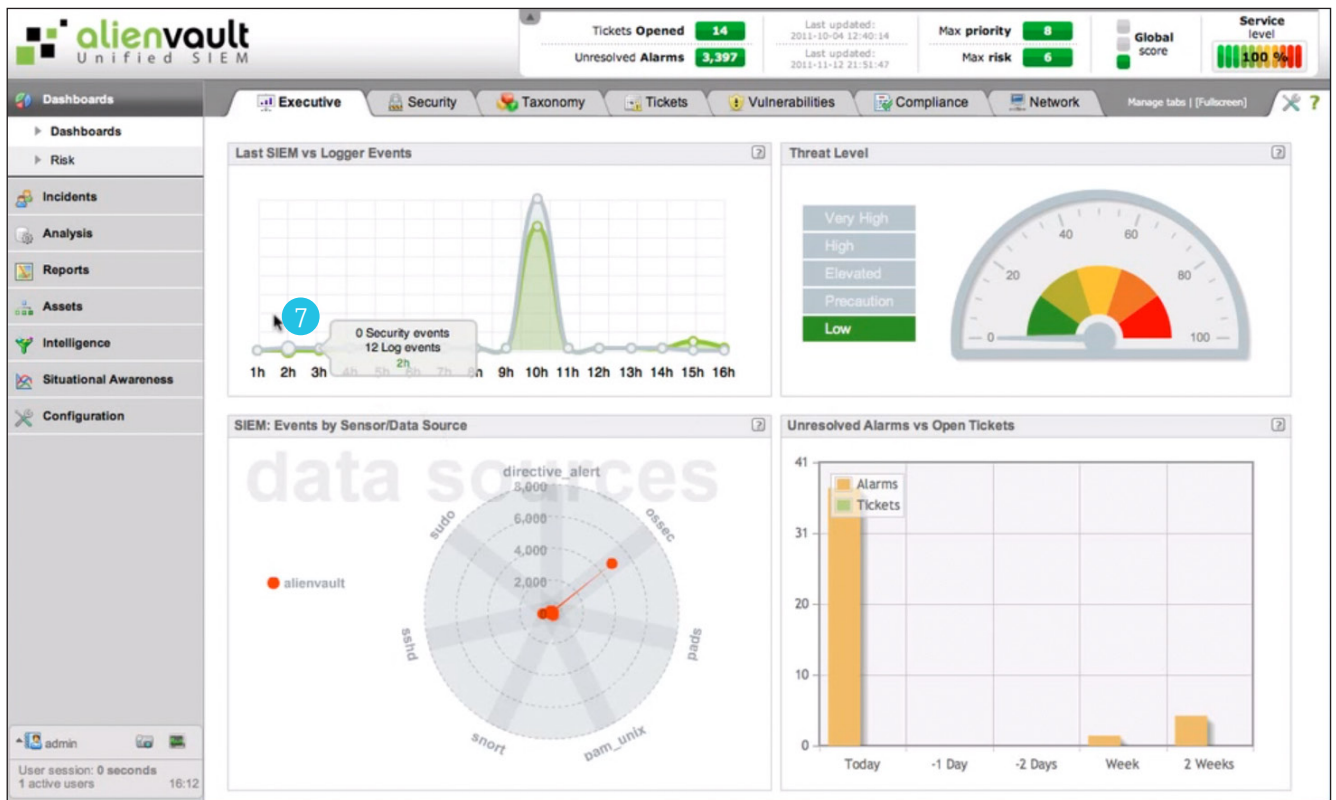 alienvault
Unified SIEM
Tickets Opened 14
Unresolved Alarms 3,397
Last updated:
2011-10-04 12:40:14
Last updated:
2011-11-12 21:51:47
Max priority 8
Max risk 6
Global
score
Service
level
100 %
Dashboards
Dashboards
Risk
Incidents
Analysis
Reports
Assets
Intelligence
Situational Awareness
Configuration
Executive Security Taxonomy Tickets Vulnerabilities Compliance Network Manage tabs | [Fullscreen] ?
Last SIEM vs Logger Events ?
7
0 Security events
12 Log events
2h
1h 2h 3h 4h 5h 6h 7h 8h 9h 10h 11h 12h 13h 14h 15h 16h
Threat Level ?
Very High
High
Elevated
Precaution
Low
0 20 40 60 80 100
SIEM: Events by Sensor/Data Source ?
data sources
directive_alert
8,000
6,000
4,000
2,000
sudo
ossec
alienvault
sshd
pads
snort
pam_unix
Unresolved Alarms vs Open Tickets ?
41
31
20
10
0
Alarms
Tickets
Today -1 Day -2 Days Week 2 Weeks
admin
User session: 0 seconds
1 active users 16:12